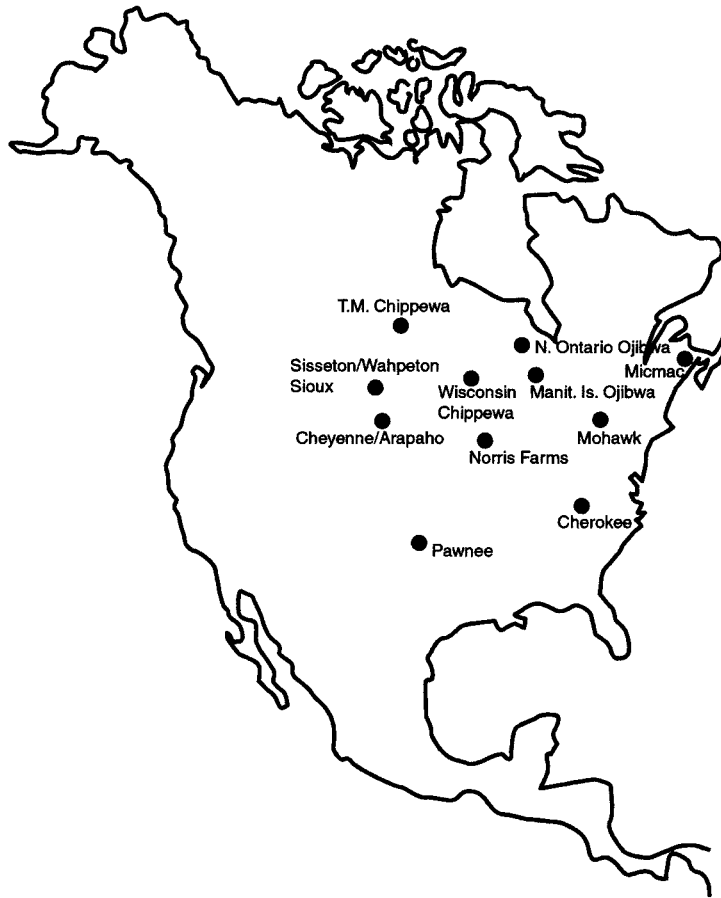 T.M. Chippewa
N. Ontario Ojibwa
Micmac
Sisseton/Wahpeton
Sioux
Wisconsin
Chippewa
Manit. Is. Ojibwa
Cheyenne/Arapaho
Norris Farms
Mohawk
Cherokee
Pawnee